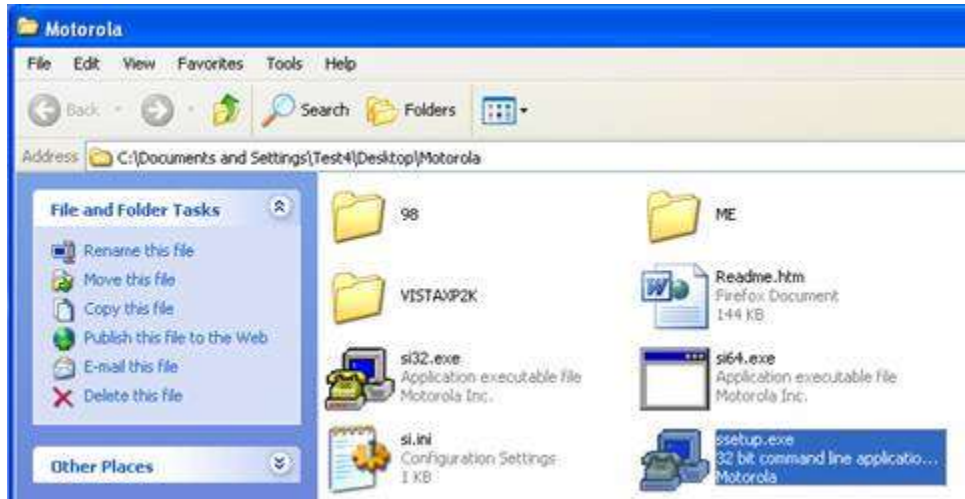 Motorola
File Edit View Favorites Tools Help
Back Search Folders
Address C:\Documents and Settings\Test4\Desktop\Motorola
File and Folder Tasks
Rename this file
Move this file
Copy this file
Publish this file to the Web
E-mail this file
Delete this file
Other Places
98
ME
VISTAXP2K
Readme.htm
Firefox Document
144 KB
si32.exe
Application executable file
Motorola Inc.
si64.exe
Application executable file
Motorola Inc.
si.ini
Configuration Settings
1 KB
ssetup.exe
32 bit command line applicatio...
Motorola